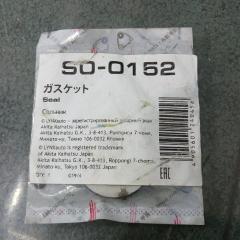 SO-0152
ガスケット
Seal
Сальник
© LYNXauto - зарегистрированный товарный знак
Akita Kaihatsu Japan
Akita Kaihatsu G.K., 3-8-413, Роппонги 7-чоме,
Минато-ку, Токио 106-0032 Япония
© LYNXauto is registered trademark
of Akita Kaihatsu Japan
Akita Kaihatsu G.K., 3-8-413, Roppongi 7-chome,
Minato-ku, Tokyo 106-0032 Japan
EAC